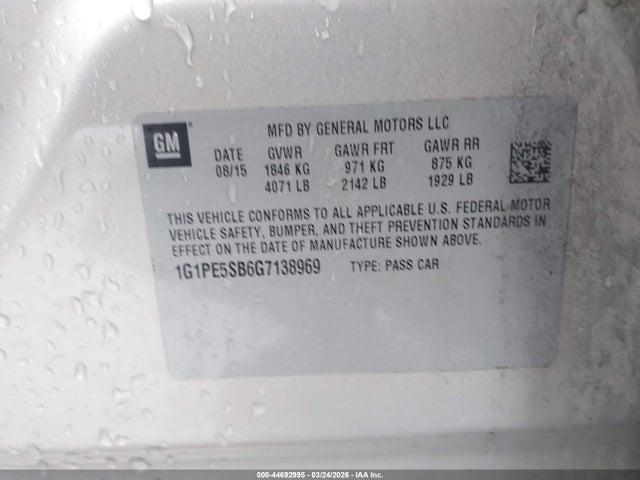 GM
MFD BY GENERAL MOTORS LLC
DATE GVWR GAWR FRT GAWR RR
08/15 1846 KG 971 KG 875 KG
4071 LB 2142 LB 1929 LB
THIS VEHICLE CONFORMS TO ALL APPLICABLE U.S. FEDERAL MOTOR
VEHICLE SAFETY, BUMPER, AND THEFT PREVENTION STANDARDS IN
EFFECT ON THE DATE OF MANUFACTURE SHOWN ABOVE.
1G1PE5SB6G7138969 TYPE: PASS CAR
000-44692995 - 03/24/2026 - IAA Inc.